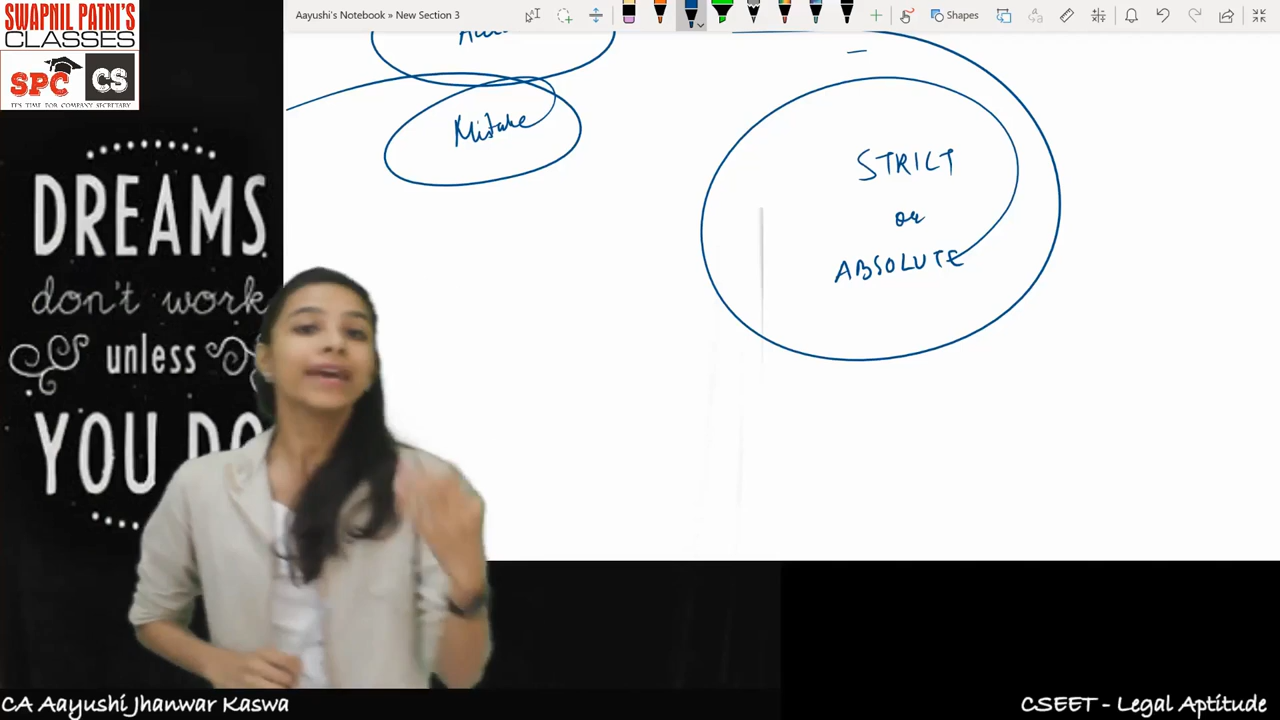 SWAPNIL PATNI'S
CLASSES
SPC CS
IT'S TIME FOR COMPANY SECRETARY
Aayushi's Notebook » New Section 3
Shapes
Mistake
STRICT
or
ABSOLUTE
DREAMS
don't work
unless
YOU DO
CA Aayushi Jhanwar Kaswa
CSEET - Legal Aptitude